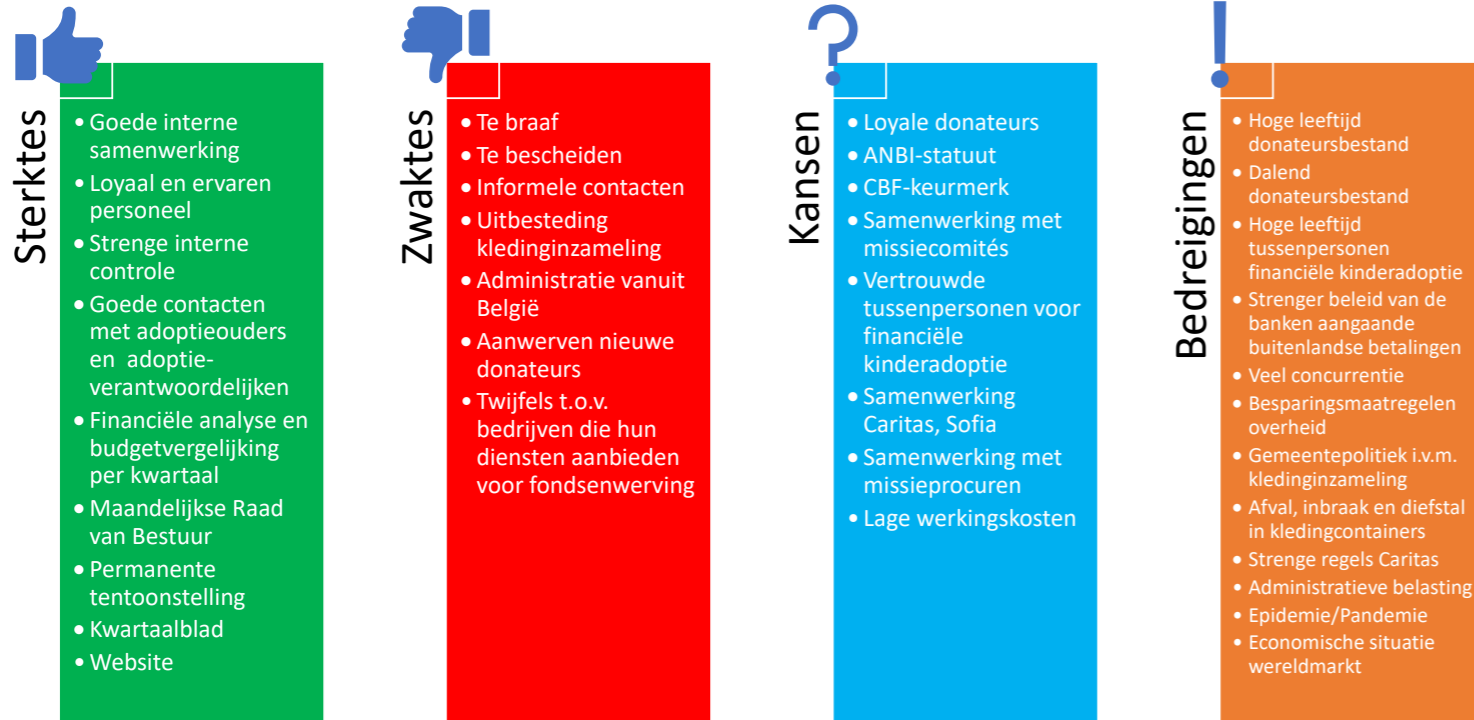 Sterktes
• Goede interne
samenwerking
• Loyaal en ervaren
personeel
• Strenge interne
controle
• Goede contacten
met adoptieouders
en adoptie-
verantwoordelijken
• Financiële analyse en
budgetvergelijking
per kwartaal
• Maandelijkse Raad
van Bestuur
• Permanente
tentoonstelling
• Kwartaalblad
• Website
Zwaktes
• Te braaf
• Te bescheiden
• Informele contacten
• Uitbesteding
kledinginzameling
• Administratie vanuit
België
• Aanwerven nieuwe
donateurs
• Twijfels t.o.v.
bedrijven die hun
diensten aanbieden
voor fondsenwerving
?
Kansen
• Loyale donateurs
• ANBI-statuut
• CBF-keurmerk
• Samenwerking met
missiecomités
• Vertrouwde
tussenpersonen voor
financiële
kinderadoptie
• Samenwerking
Caritas, Sofia
• Samenwerking met
missieprocuren
• Lage werkingskosten
!
Bedreigingen
• Hoge leeftijd
donateursbestand
• Dalend
donateursbestand
• Hoge leeftijd
tussenpersonen
financiële kinderadoptie
• Strenger beleid van de
banken aangaande
buitenlandse betalingen
• Veel concurrentie
• Besparingsmaatregelen
overheid
• Gemeentepolitiek i.v.m.
kledinginzameling
• Afval, inbraak en diefstal
in kledingcontainers
• Strenge regels Caritas
• Administratieve belasting
• Epidemie/Pandemie
• Economische situatie
wereldmarkt